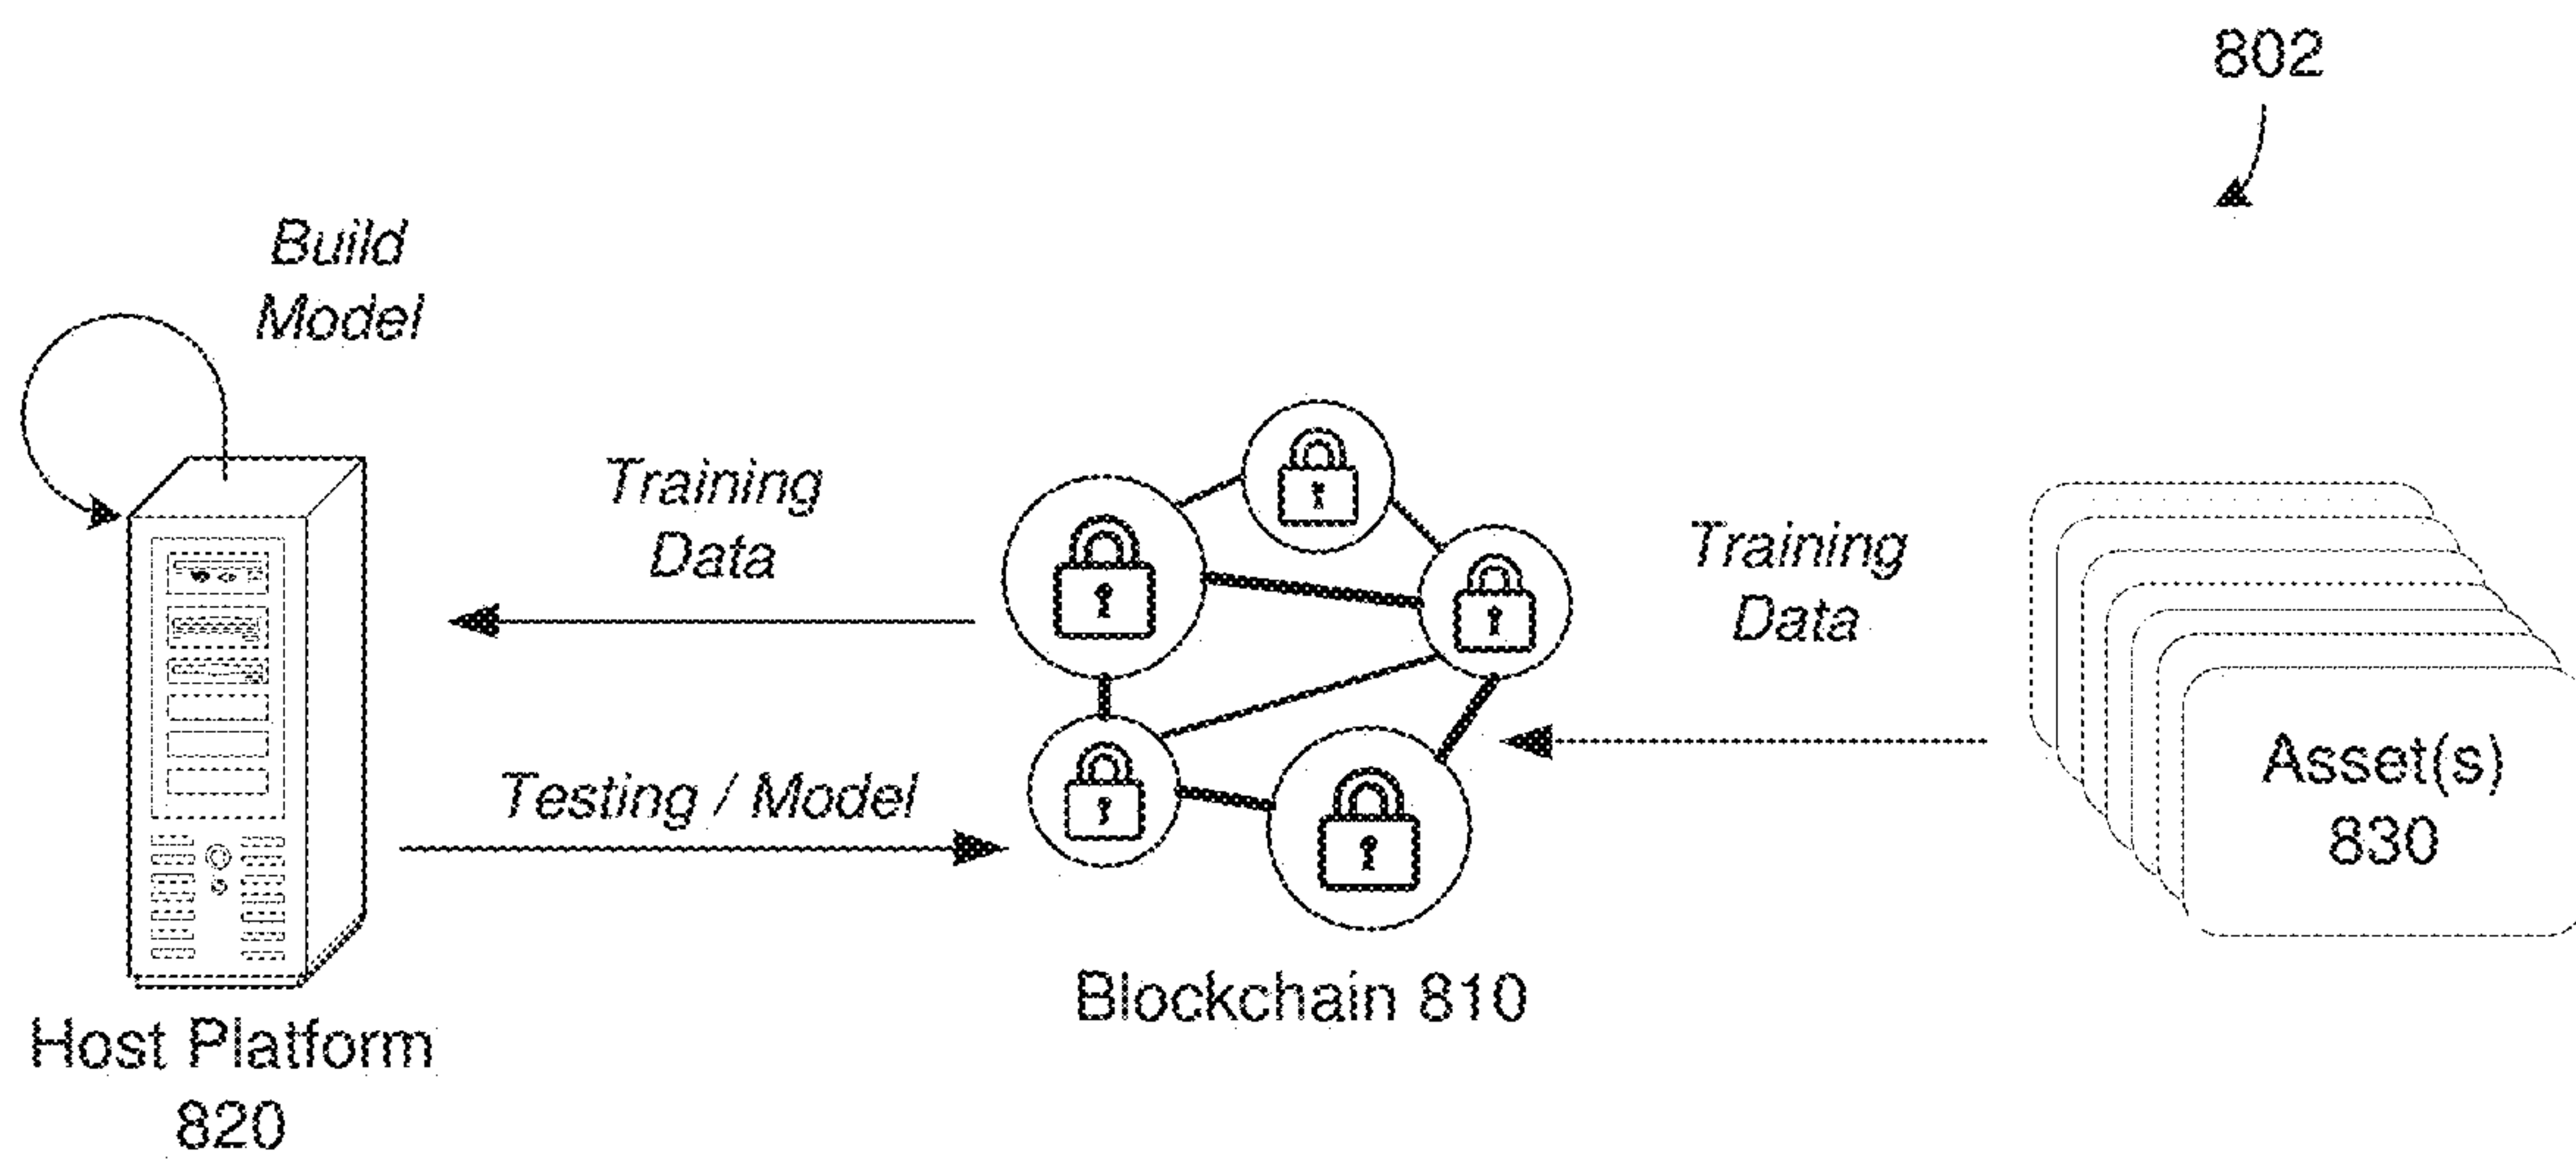 802
Build
Model
Training
Data
Training
Data
Testing / Model
Asset(s)
830
Blockchain 810
Host Platform
820